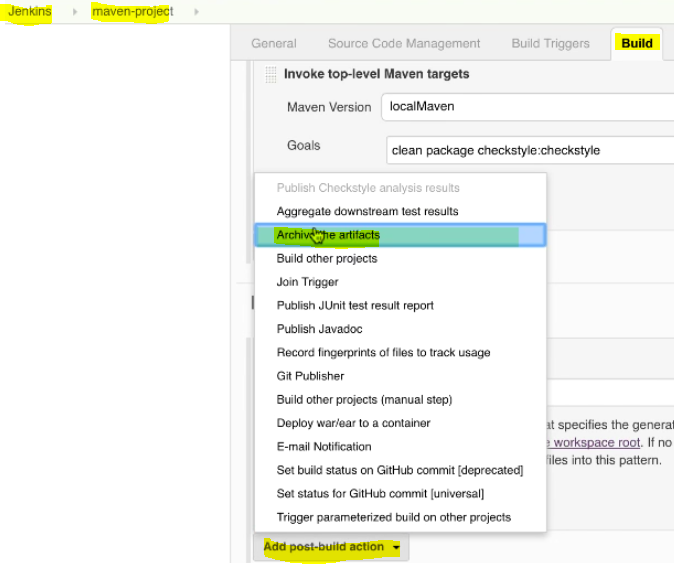 Jenkins maven-project
General Source Code Management Build Triggers Build
Invoke top-level Maven targets
Maven Version localMaven
Goals clean package checkstyle:checkstyle
Publish Checkstyle analysis results
Aggregate downstream test results
Archive the artifacts
Build other projects
Join Trigger
Publish JUnit test result report
Publish Javadoc
Record fingerprints of files to track usage
Git Publisher
Build other projects (manual step)
Deploy war/ear to a container
at specifies the generat
E-mail Notification
workspace root. If no
files into this pattern.
Set build status on GitHub commit [deprecated]
Set status for GitHub commit [universal]
Trigger parameterized build on other projects
Add post-build action